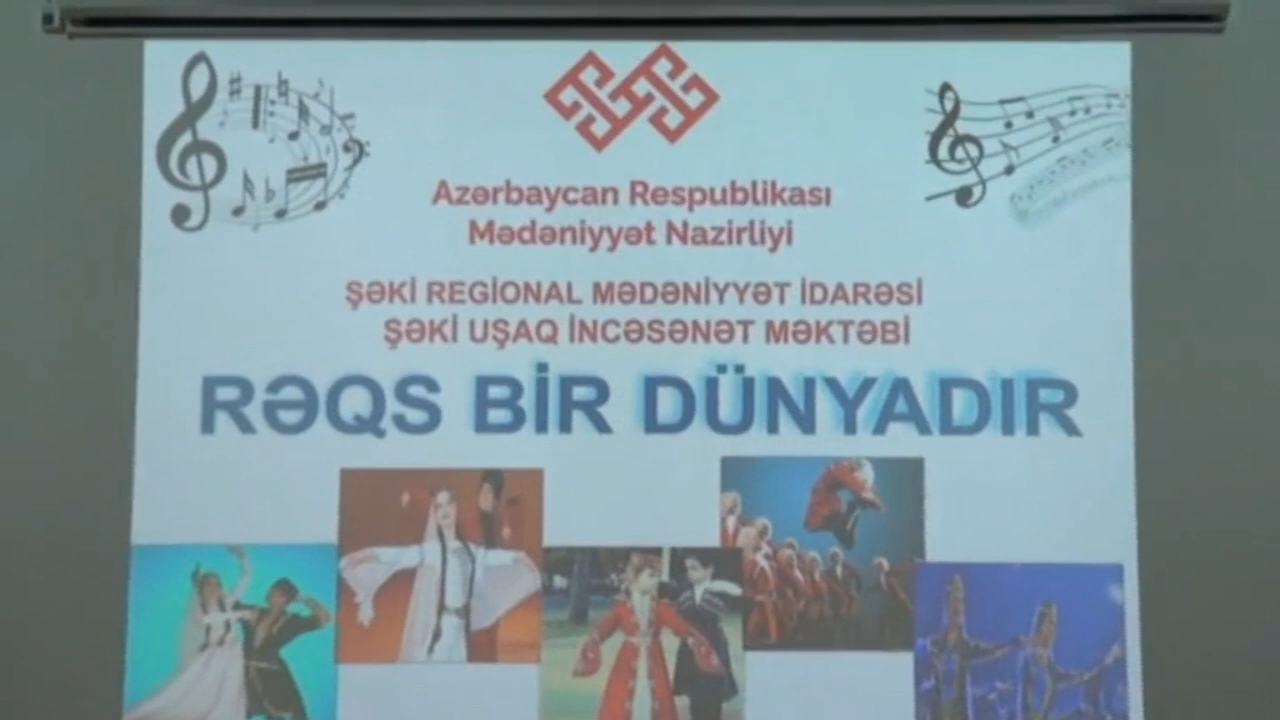 Azərbaycan Respublikası
Mədəniyyət Nazirliyi
ŞƏKİ REGİONAL MƏDƏNİYYƏT İDARƏSİ
ŞƏKİ UŞAQ İNCƏSƏNƏT MƏKTƏBİ
RƏQS BİR DÜNYADIR